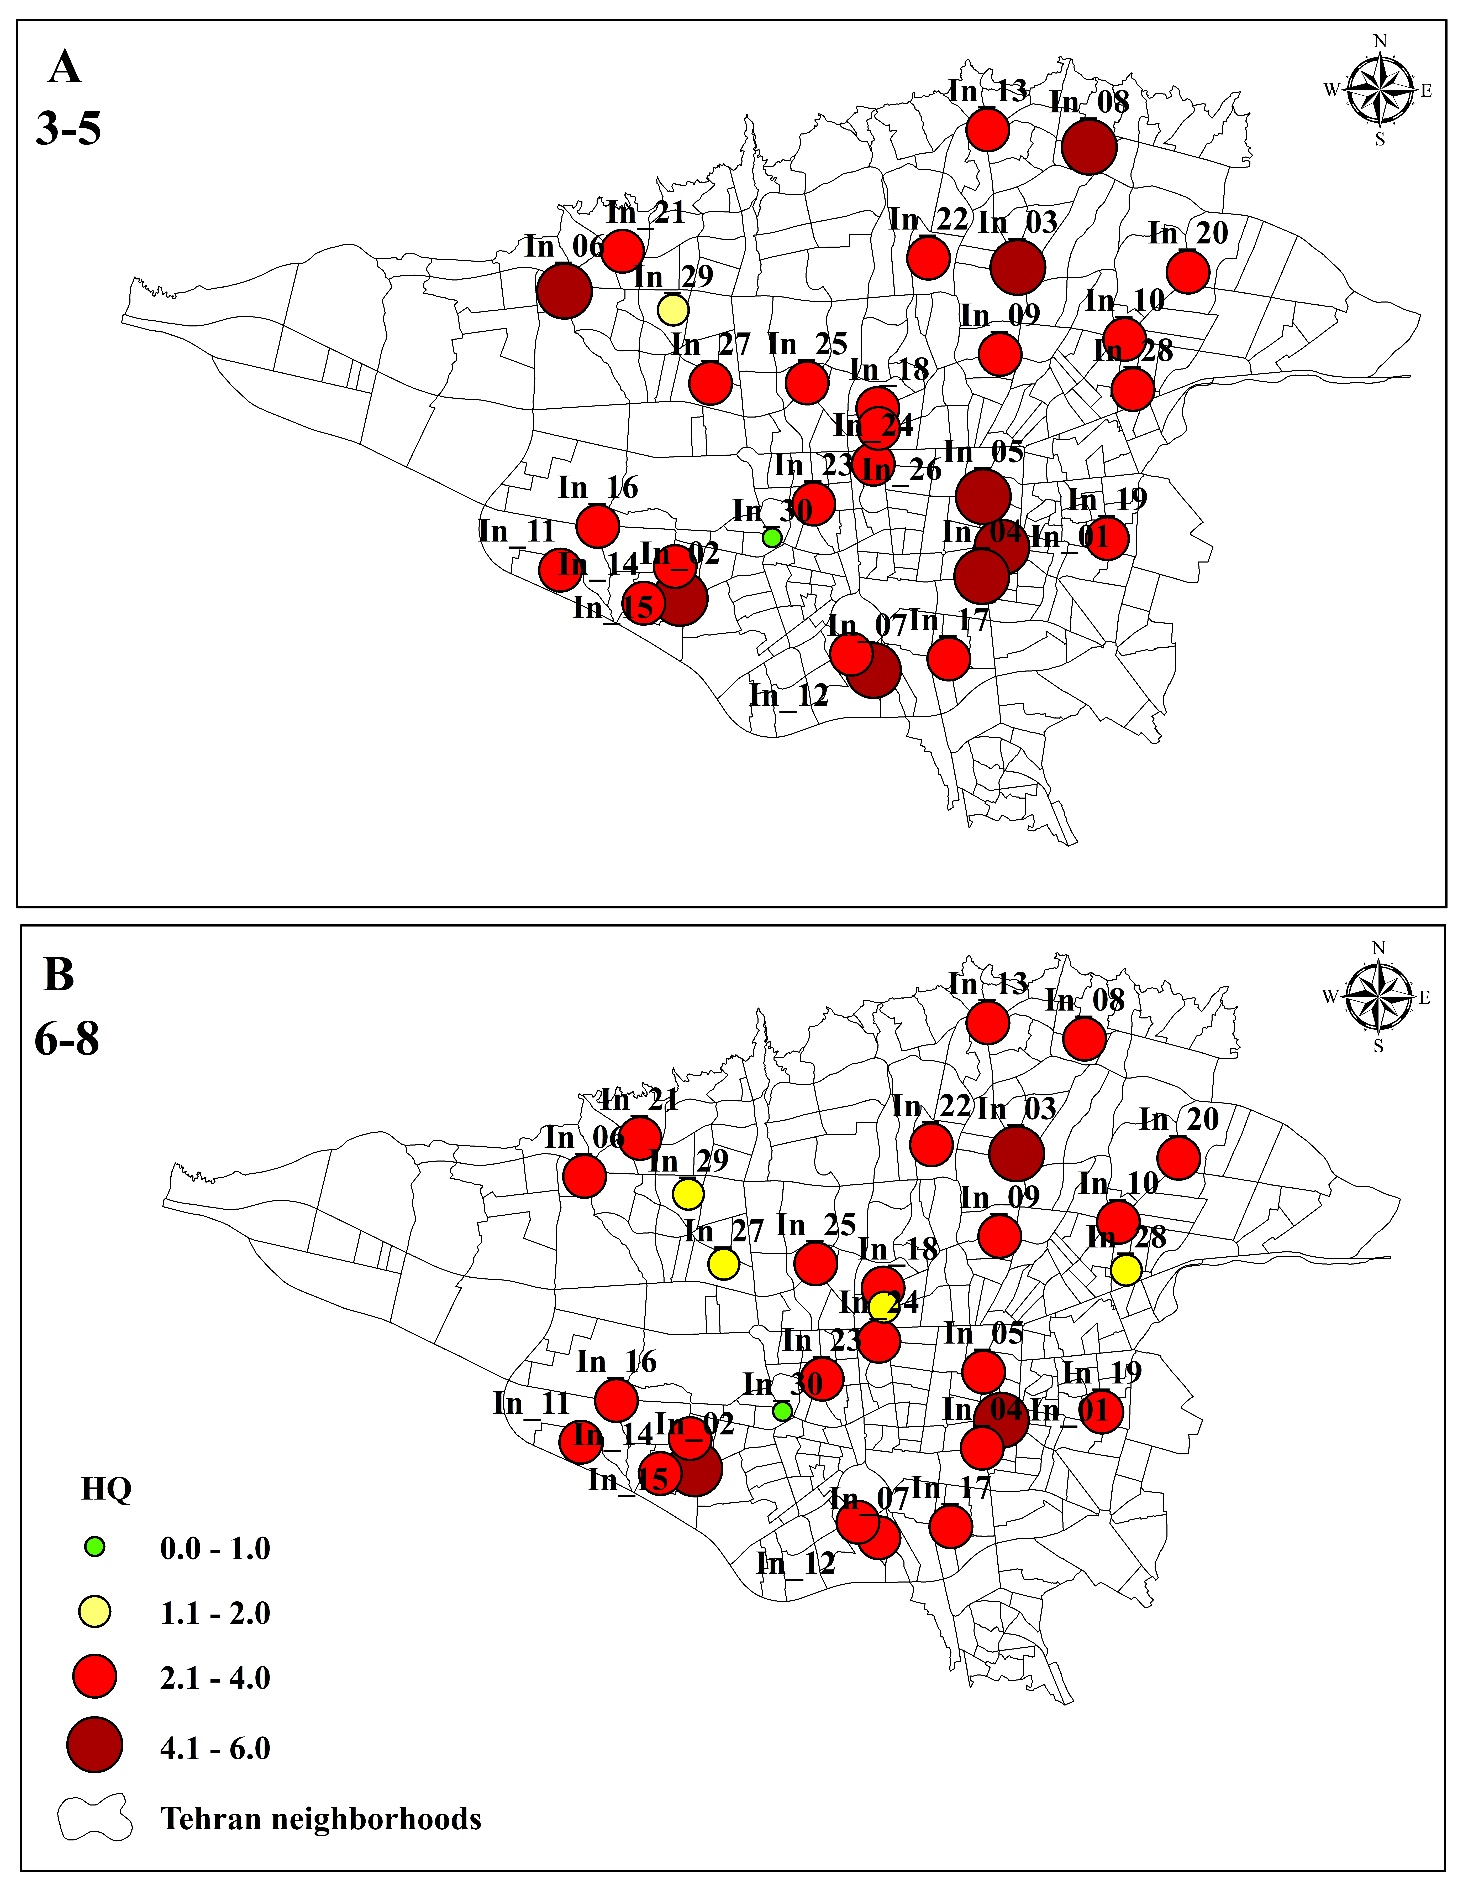 A
3-5
N
W E
S
In_13
In_08
In_21
In_22
In_03
In_20
In_06
In_29
In_10
In_09
In_27
In_25
In_28
In_18
In_24
In_05
In_23
In_26
In_16
In_19
In_30
In_11
In_04
In_01
In_02
In_14
In_15
In_07
In_17
In_12
B
6-8
N
W E
S
In_13
In_08
In_21
In_22
In_03
In_20
In_06
In_29
In_10
In_09
In_27
In_25
In_28
In_18
In_24
In_05
In_23
In_16
In_19
In_30
In_11
In_04
In_01
In_02
In_14
In_15
In_07
In_17
In_12
HQ
0.0 - 1.0
1.1 - 2.0
2.1 - 4.0
4.1 - 6.0
Tehran neighborhoods